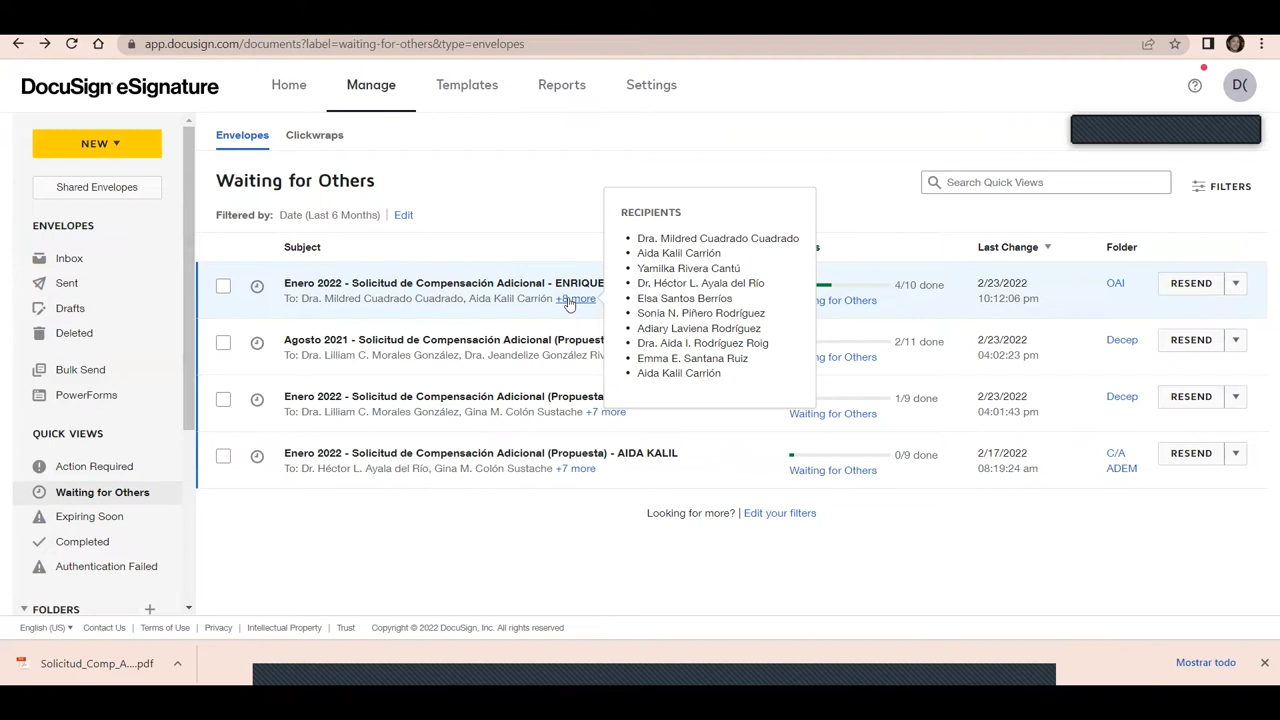 app.docusign.com/documents?label=waiting-for-others&type=envelopes
DocuSign eSignature
Home
Manage
Templates
Reports
Settings
D(
NEW
Shared Envelopes
ENVELOPES
Inbox
Sent
Drafts
Deleted
Bulk Send
PowerForms
QUICK VIEWS
Action Required
Waiting for Others
Expiring Soon
Completed
Authentication Failed
FOLDERS
Envelopes
Clickwraps
Waiting for Others
Search Quick Views
FILTERS
Filtered by: Date (Last 6 Months) | Edit
Subject
Last Change
Folder
Enero 2022 - Solicitud de Compensación Adicional - ENRIQUE
To: Dra. Mildred Cuadrado Cuadrado, Aida Kalil Carrión +8 more
4/10 done
ng for Others
2/23/2022
10:12:06 pm
OAI
RESEND
Agosto 2021 - Solicitud de Compensación Adicional (Propuest
To: Dra. Lilliam C. Morales González, Dra. Jeandelize González Riv
2/11 done
ng for Others
2/23/2022
04:02:23 pm
Decep
RESEND
Enero 2022 - Solicitud de Compensación Adicional (Propuesta
To: Dra. Lilliam C. Morales González, Gina M. Colón Sustache +7 more
1/9 done
Waiting for Others
2/23/2022
04:01:43 pm
Decep
RESEND
Enero 2022 - Solicitud de Compensación Adicional (Propuesta) - AIDA KALIL
To: Dr. Héctor L. Ayala del Río, Gina M. Colón Sustache +7 more
0/9 done
Waiting for Others
2/17/2022
08:19:24 am
C/A
ADEM
RESEND
RECIPIENTS
Dra. Mildred Cuadrado Cuadrado
Aida Kalil Carrión
Yamilka Rivera Cantú
Dr. Héctor L. Ayala del Río
Elsa Santos Berríos
Sonia N. Piñero Rodríguez
Adiary Laviena Rodríguez
Dra. Aida I. Rodríguez Roig
Emma E. Santana Ruiz
Aida Kalil Carrión
Looking for more? | Edit your filters
English (US)
Contact Us
Terms of Use
Privacy
Intellectual Property
Trust
Copyright © 2022 DocuSign, Inc. All rights reserved
Solicitud_Comp_A....pdf
Mostrar todo